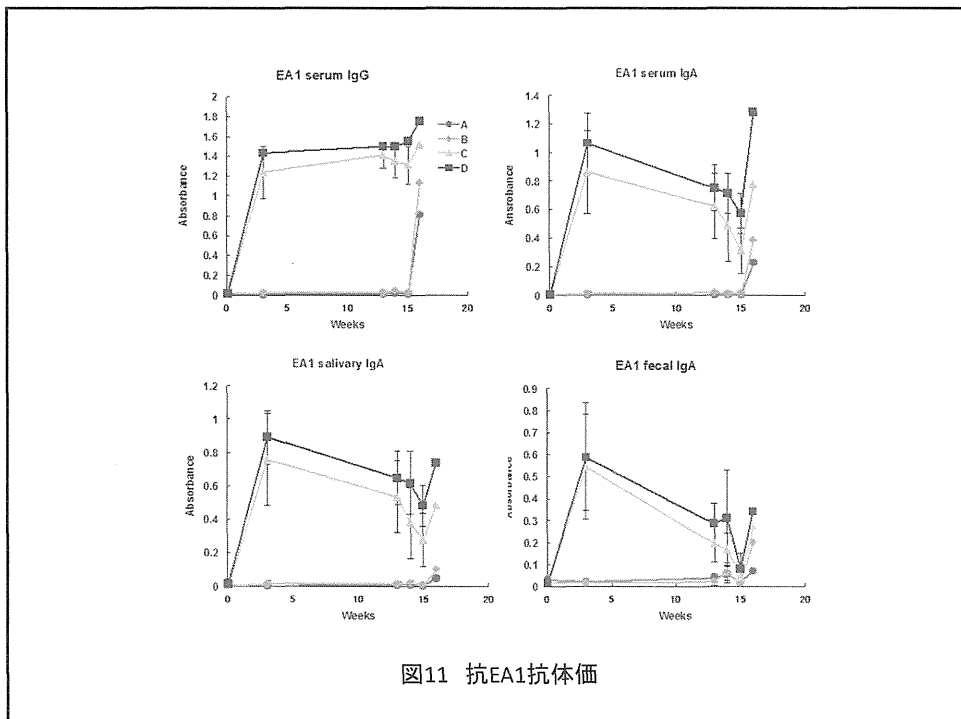 EA1 serum IgG
2
1.8
1.6
1.4
1.2
1
0.8
0.6
0.4
0.2
0
Absorbance
0 5 10 15 20
Weeks
A
B
C
D
EA1 serum IgA
1.4
1.2
1
0.8
0.6
0.4
0.2
0
Ansrobance
0 5 10 15 20
Weeks
EA1 salivary IgA
1.2
1
0.8
0.6
0.4
0.2
0
Absorbance
0 5 10 15 20
Weeks
EA1 fecal IgA
0.9
0.8
0.7
0.6
0.5
0.4
0.3
0.2
0.1
0
Absorbance
0 5 10 15 20
Weeks
図11 抗EA1抗体価